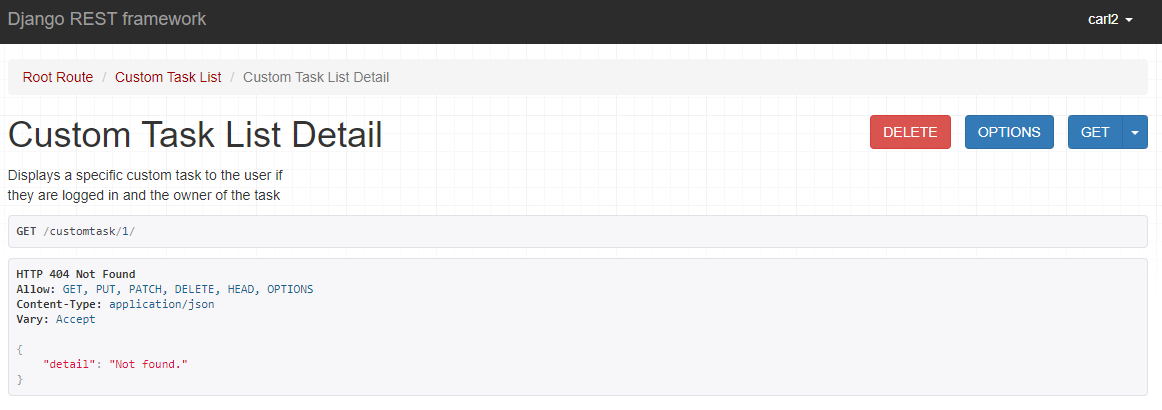 Django REST framework
carl2
Root Route / Custom Task List / Custom Task List Detail
Custom Task List Detail
DELETE
OPTIONS
GET
Displays a specific custom task to the user if
they are logged in and the owner of the task
GET /customtask/1/
HTTP 404 Not Found
Allow: GET, PUT, PATCH, DELETE, HEAD, OPTIONS
Content-Type: application/json
Vary: Accept
{
    "detail": "Not found."
}